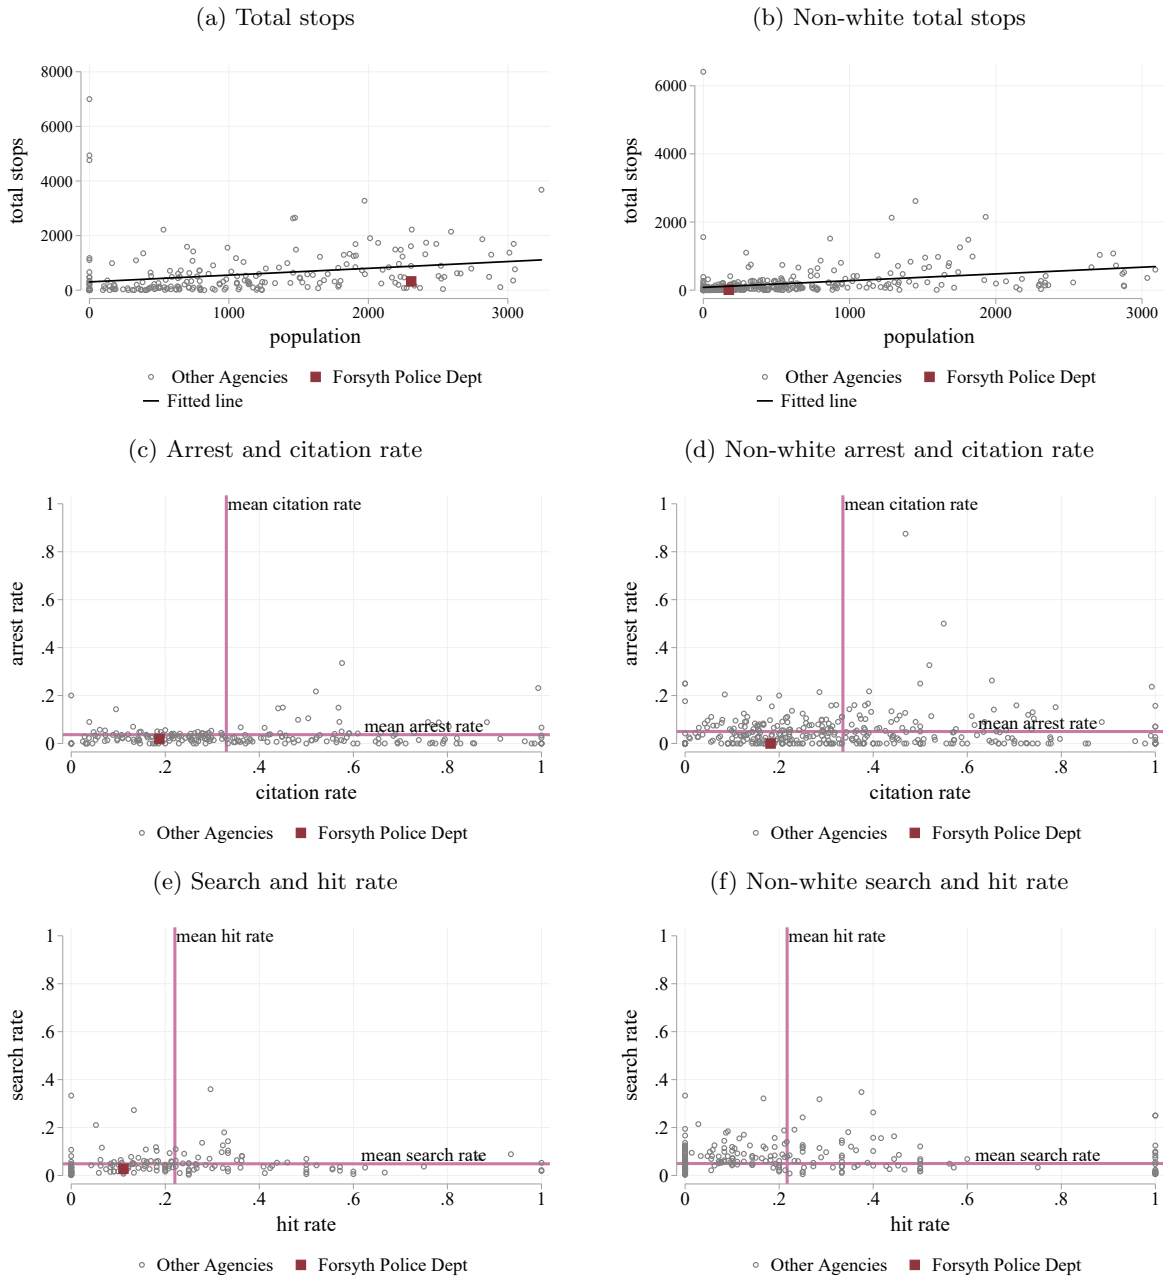 (a) Total stops
(b) Non-white total stops
total stops
8000
6000
4000
2000
0
0 1000 2000 3000
population
Other Agencies Forsyth Police Dept
Fitted line
total stops
6000
4000
2000
0
0 1000 2000 3000
population
Other Agencies Forsyth Police Dept
Fitted line
(c) Arrest and citation rate
(d) Non-white arrest and citation rate
arrest rate
1
.8
.6
.4
.2
0
mean citation rate
mean arrest rate
0 .2 .4 .6 .8 1
citation rate
Other Agencies Forsyth Police Dept
arrest rate
1
.8
.6
.4
.2
0
mean citation rate
mean arrest rate
0 .2 .4 .6 .8 1
citation rate
Other Agencies Forsyth Police Dept
(e) Search and hit rate
(f) Non-white search and hit rate
search rate
1
.8
.6
.4
.2
0
mean hit rate
mean search rate
0 .2 .4 .6 .8 1
hit rate
Other Agencies Forsyth Police Dept
search rate
1
.8
.6
.4
.2
0
mean hit rate
mean search rate
0 .2 .4 .6 .8 1
hit rate
Other Agencies Forsyth Police Dept